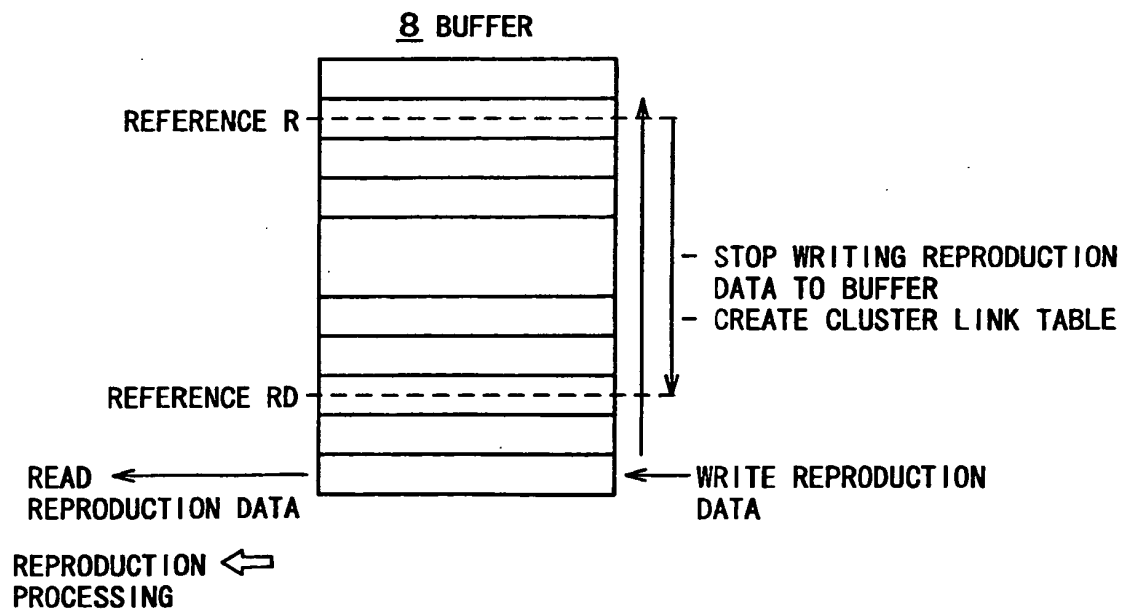 8 BUFFER
REFERENCE R
- STOP WRITING REPRODUCTION
DATA TO BUFFER
- CREATE CLUSTER LINK TABLE
REFERENCE RD
READ
REPRODUCTION DATA
WRITE REPRODUCTION
DATA
REPRODUCTION
PROCESSING